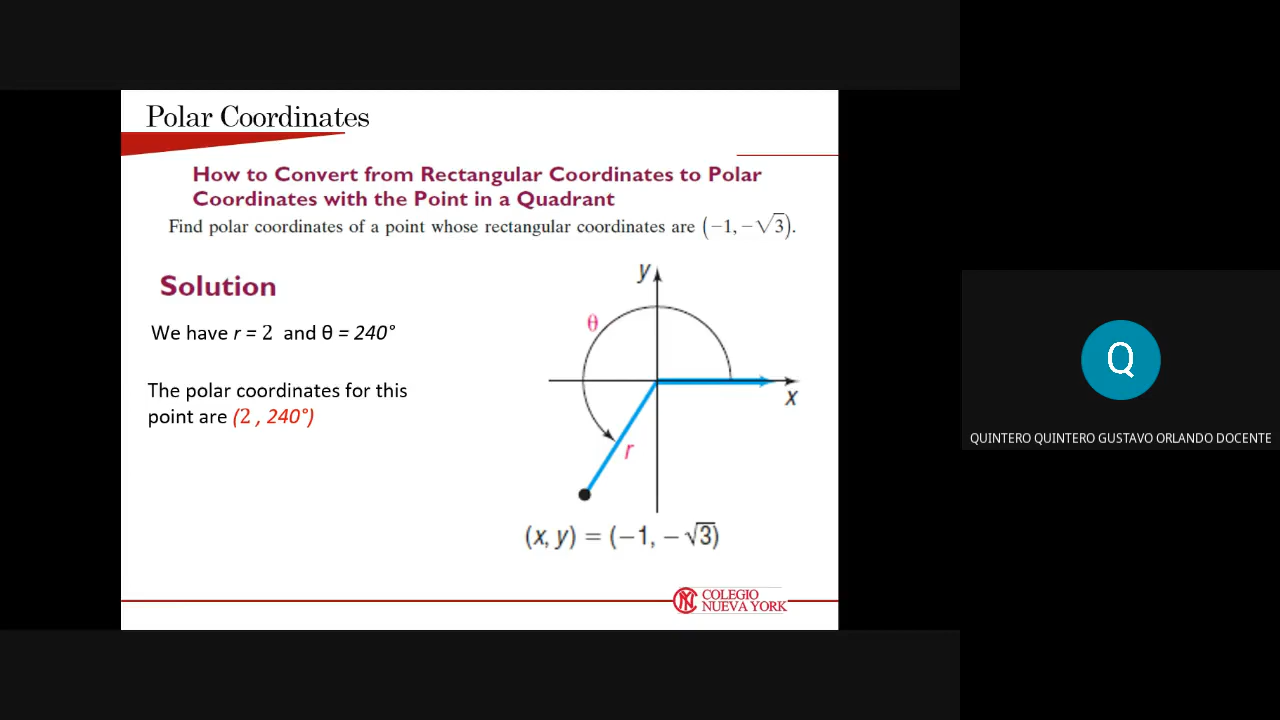 Polar Coordinates
How to Convert from Rectangular Coordinates to Polar
Coordinates with the Point in a Quadrant
Find polar coordinates of a point whose rectangular coordinates are (−1, −√3).
Solution
We have r = 2 and θ = 240°
The polar coordinates for this
point are (2 , 240°)
y
θ
x
r
(x, y) = (−1, − √3)
COLEGIO
NUEVA YORK
Q
QUINTERO QUINTERO GUSTAVO ORLANDO DOCENTE